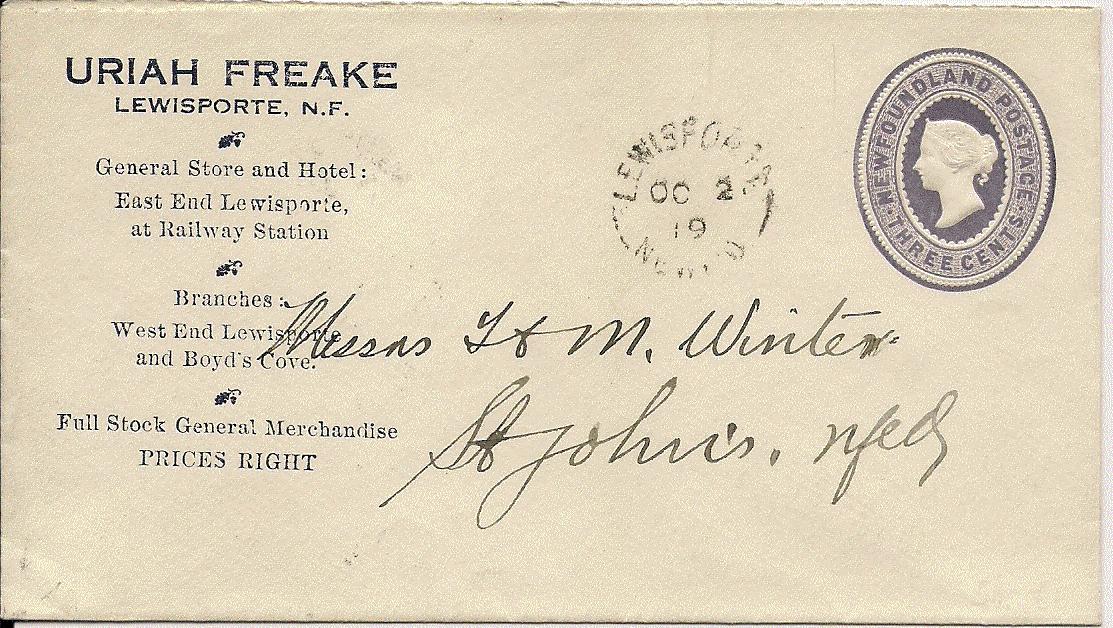 URIAH FREAKE
LEWISPORTE, N.F.
General Store and Hotel:
East End Lewisporte,
at Railway Station
Branches:
West End Lewisporte
and Boyd's Cove.
Full Stock General Merchandise
PRICES RIGHT
LEWISPORTE
OC 2
19
NEWFOUNDLAND POSTAGE
THREE CENTS
Messrs T & M. Winter
St John's. Nfld